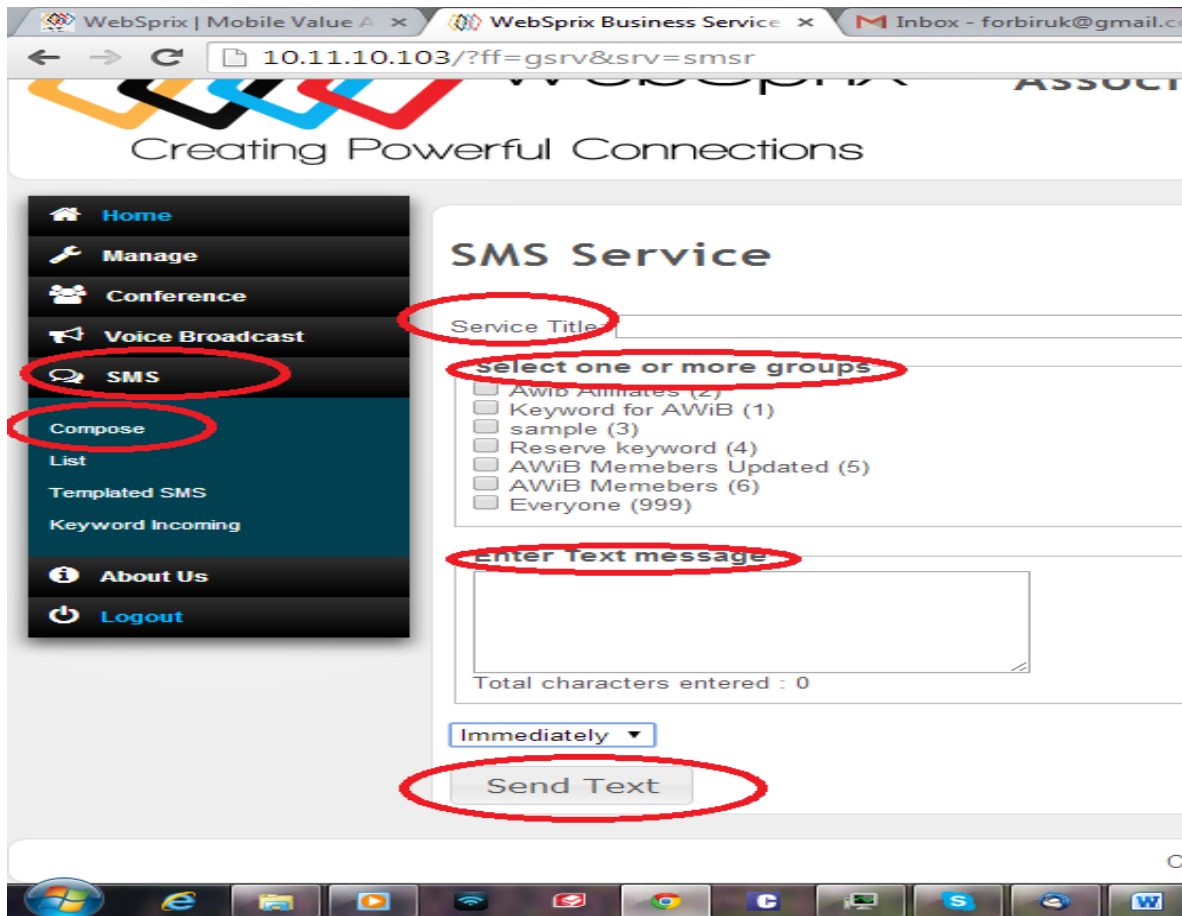 WebSprix | Mobile Value A
WebSprix Business Service
Inbox - forbiruk@gmail.c
10.11.10.103/?ff=gsrv&srv=smsr
Creating Powerful Connections
Home
Manage
Conference
Voice Broadcast
SMS
Compose
List
Templated SMS
Keyword Incoming
About Us
Logout
SMS Service
Service Title
Select one or more groups
Awib Affiliates (2)
Keyword for AWiB (1)
sample (3)
Reserve keyword (4)
AWiB Memebers Updated (5)
AWiB Memebers (6)
Everyone (999)
Enter Text message
Total characters entered : 0
Immediately
Send Text